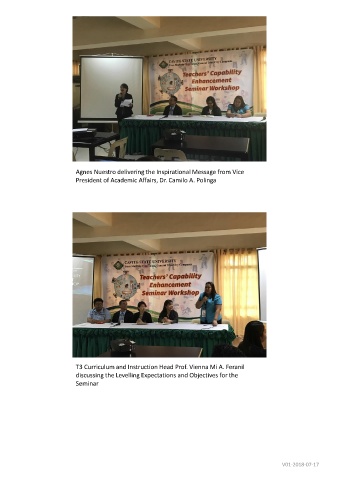 CAVITE STATE UNIVERSITY
Teachers' Capability
Enhancement
Seminar Workshop
Agnes Nuestro delivering the Inspirational Message from Vice
President of Academic Affairs, Dr. Camilo A. Polinga
CAVITE STATE UNIVERSITY
Teachers' Capability
Enhancement
Seminar Workshop
T3 Curriculum and Instruction Head Prof. Vienna Mi A. Feranil
discussing the Levelling Expectations and Objectives for the
Seminar
V01-2018-07-17